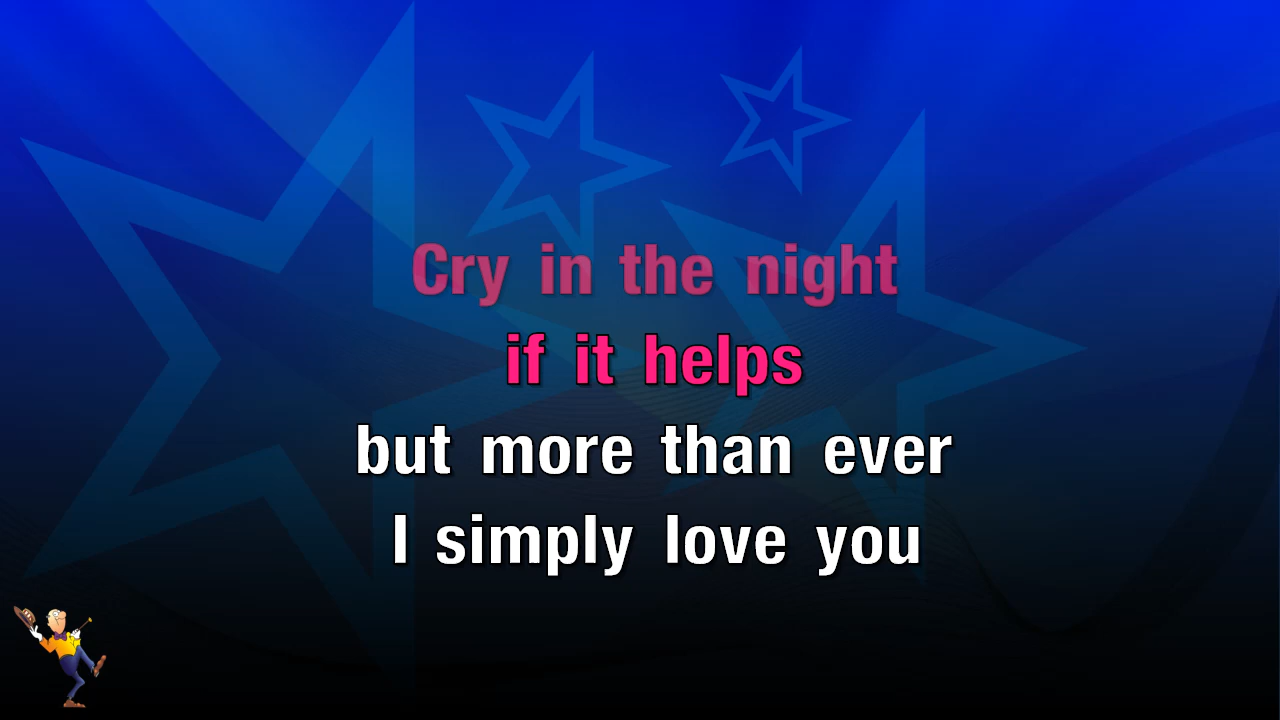 Cry in the night
if it helps
but more than ever
I simply love you